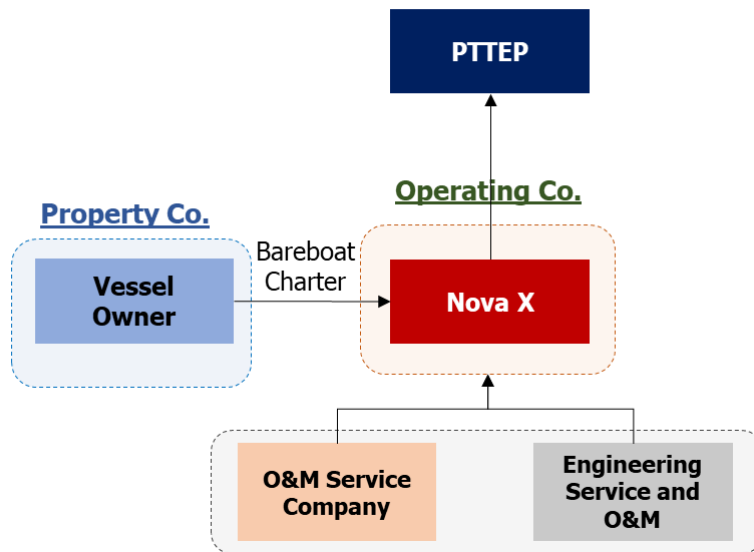 PTTEP
Operating Co.
Property Co.
Bareboat
Charter
Vessel
Owner
Nova X
O&M Service
Company
Engineering
Service and
O&M